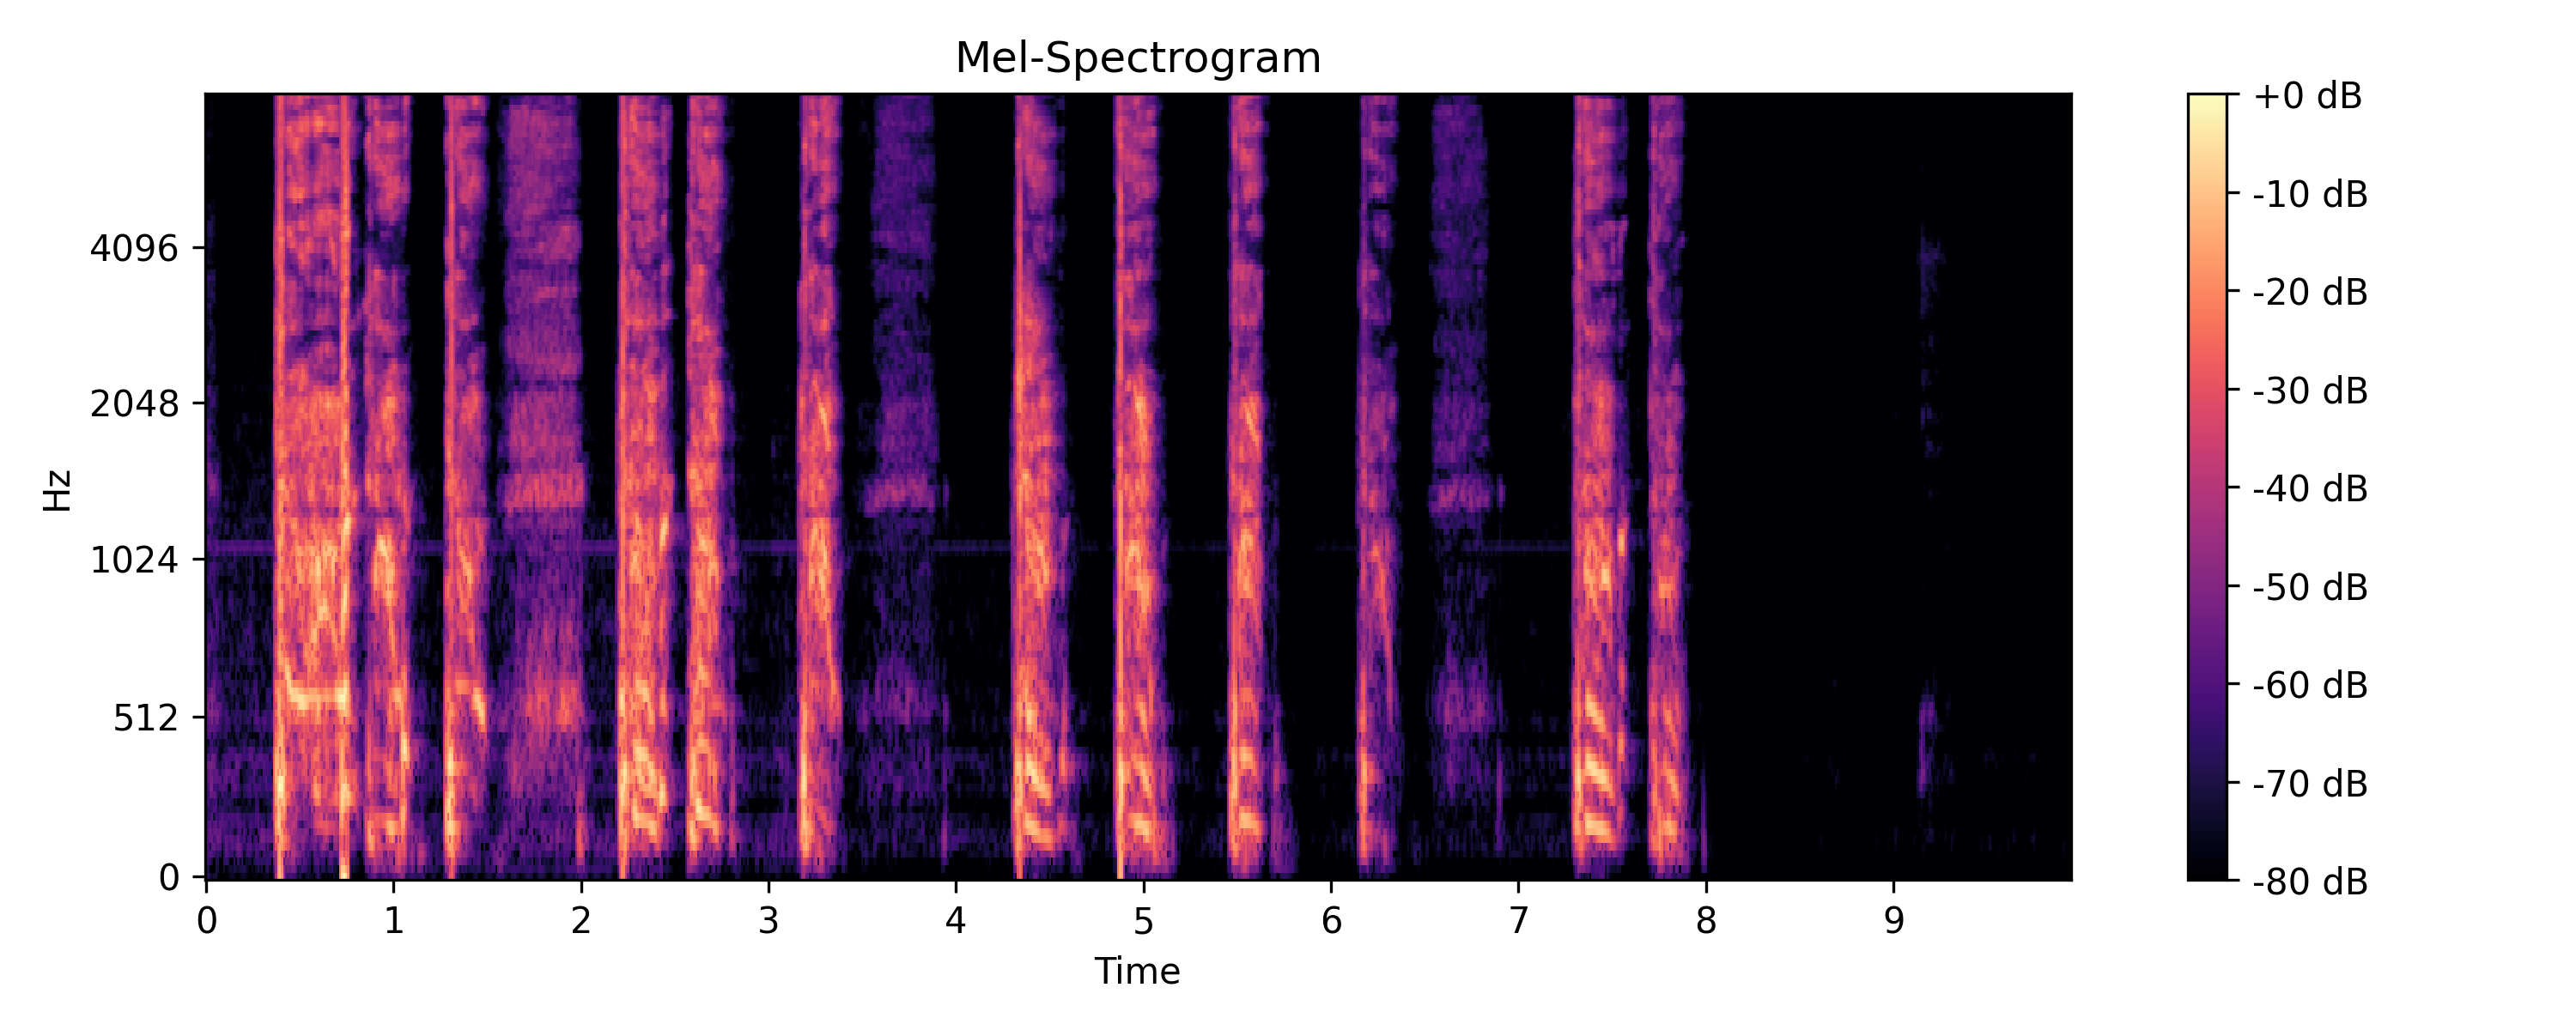 Mel-Spectrogram
+0 dB
-10 dB
-20 dB
-30 dB
-40 dB
-50 dB
-60 dB
-70 dB
-80 dB
4096
2048
1024
512
0
Hz
0 1 2 3 4 5 6 7 8 9
Time